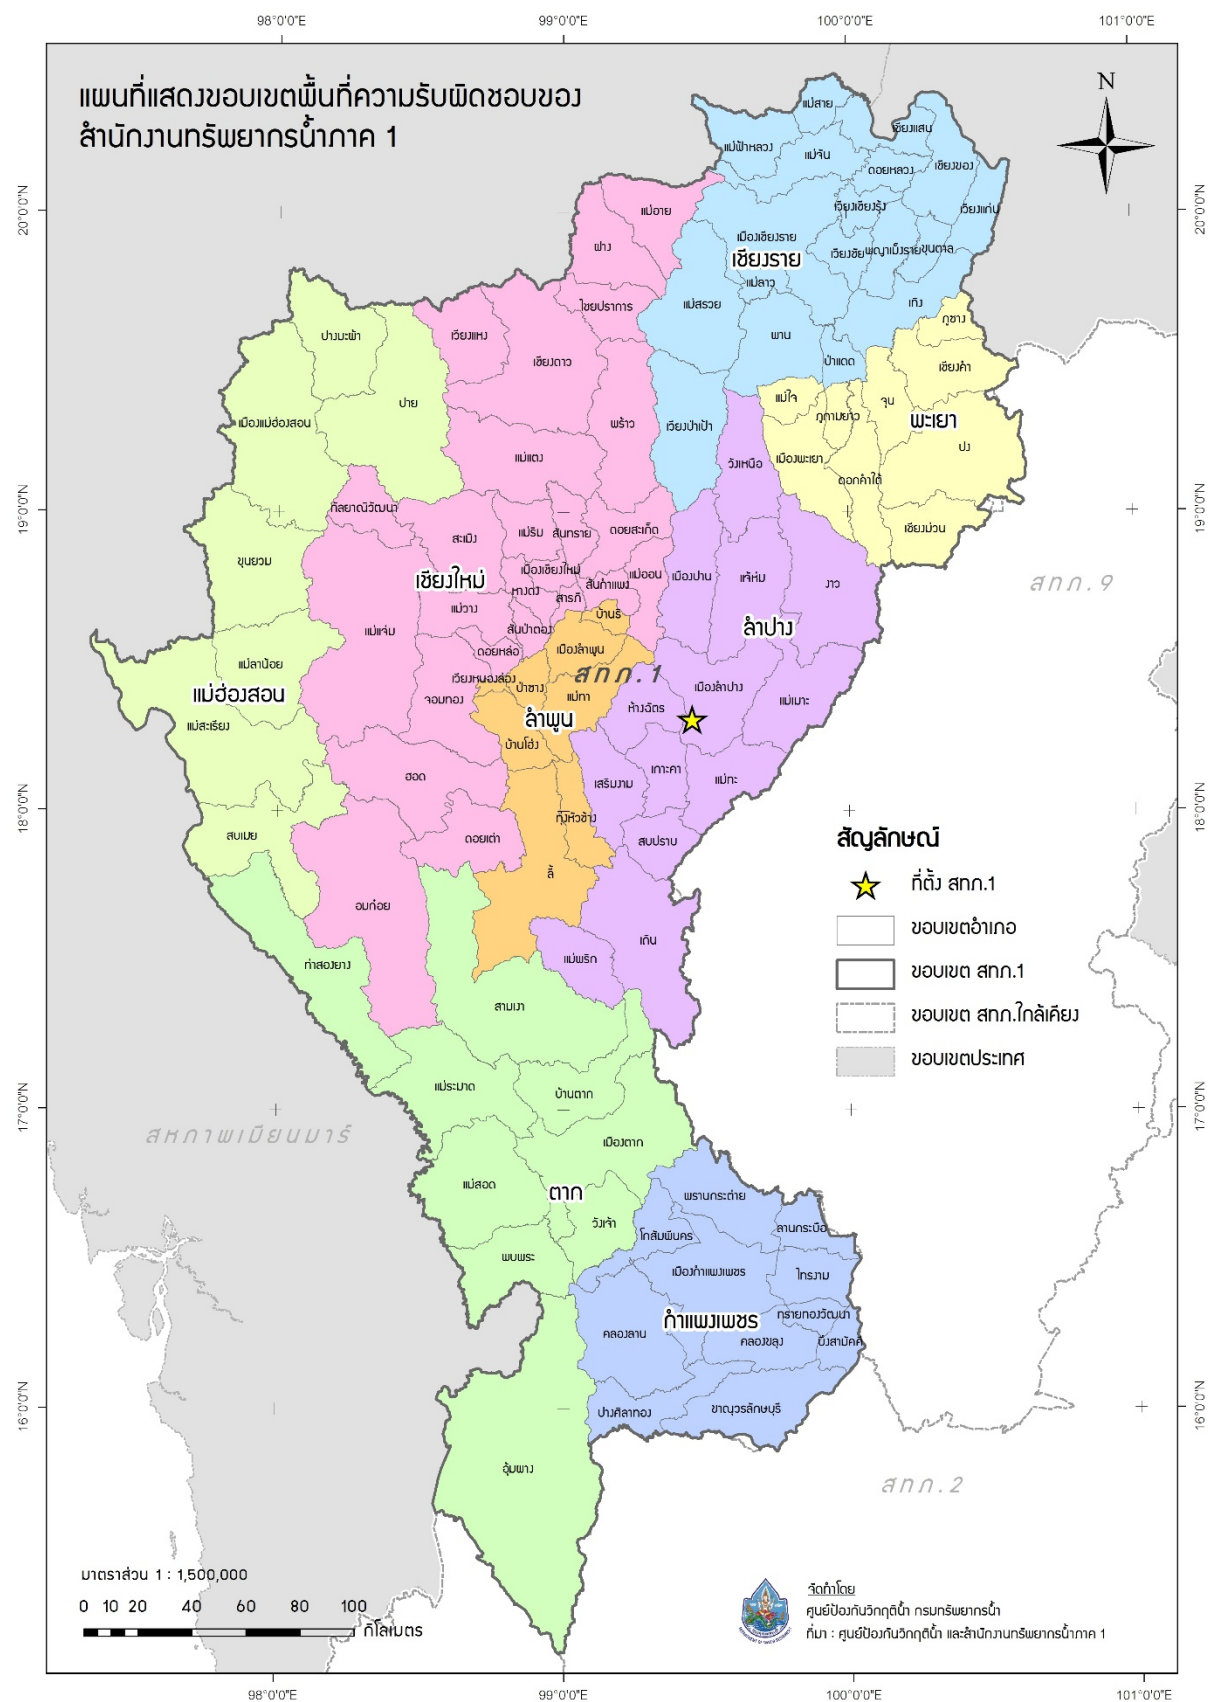 98°0'0"E 99°0'0"E 100°0'0"E 101°0'0"E
แผนที่แสดงขอบเขตพื้นที่ความรับผิดชอบของ
สำนักงานทรัพยากรน้ำภาค 1
N
แม่สาย
เชียงแสน
แม่ฟ้าหลวง
แม่จัน
ดอยหลวง
เชียงของ
20°0'0"N
20°0'0"N
แม่อาย
เวียงเชียงรุ้ง
เวียงแก่น
ฝาง
เมืองเชียงราย
เชียงราย
เวียงชัย
พญาเม็งราย
ขุนตาล
แม่ลาว
แม่สรวย
ไชยปราการ
เทิง
ภูซาง
ปางมะผ้า
เวียงแหง
เชียงดาว
พาน
ป่าแดด
เชียงคำ
แม่ใจ
จุน
ปาย
เมืองแม่ฮ่องสอน
พร้าว
เวียงป่าเป้า
ภูกามยาว
พะเยา
ปง
แม่แตง
วังเหนือ
เมืองพะเยา
ดอกคำใต้
19°0'0"N
19°0'0"N
กัลยาณิวัฒนา
สะเมิง
แม่ริม
สันทราย
ดอยสะเก็ด
เชียงม่วน
ขุนยวม
เชียงใหม่
เมืองเชียงใหม่
สันกำแพง
แม่ออน
เมืองปาน
แจ้ห่ม
งาว
สทภ.9
หางดง
สารภี
แม่วาง
บ้านธิ
แม่แจ่ม
สันป่าตอง
ลำปาง
ดอยหล่อ
เมืองลำพูน
แม่ลาน้อย
เวียงหนองล่อง
สทภ.1
แม่ฮ่องสอน
จอมทอง
ป่าซาง
แม่ทา
เมืองลำปาง
แม่เมาะ
แม่สะเรียง
ลำพูน
ห้างฉัตร
บ้านโฮ่ง
ฮอด
เสริมงาม
เกาะคา
แม่ทะ
18°0'0"N
18°0'0"N
สบเมย
ดอยเต่า
ทุ่งหัวช้าง
สบปราบ
ลี้
สัญลักษณ์
ที่ตั้ง สทภ.1
ขอบเขตอำเภอ
ขอบเขต สทภ.1
ขอบเขต สทภ.ใกล้เคียง
ขอบเขตประเทศ
อมก๋อย
ท่าสองยาง
แม่พริก
เถิน
สามเงา
แม่ระมาด
บ้านตาก
17°0'0"N
17°0'0"N
สหภาพเมียนมาร์
เมืองตาก
แม่สอด
ตาก
วังเจ้า
พรานกระต่าย
โกสัมพีนคร
ลานกระบือ
พบพระ
เมืองกำแพงเพชร
ไทรงาม
กำแพงเพชร
ทรายทองวัฒนา
คลองลาน
คลองขลุง
บึงสามัคคี
16°0'0"N
16°0'0"N
ปางศิลาทอง
ขาณุวรลักษบุรี
อุ้มผาง
สทภ.2
มาตราส่วน 1 : 1,500,000
0 10 20 40 60 80 100
กิโลเมตร
จัดทำโดย
ศูนย์ป้องกันวิกฤติน้ำ กรมทรัพยากรน้ำ
ที่มา : ศูนย์ป้องกันวิกฤติน้ำ และสำนักงานทรัพยากรน้ำภาค 1
98°0'0"E 99°0'0"E 100°0'0"E 101°0'0"E